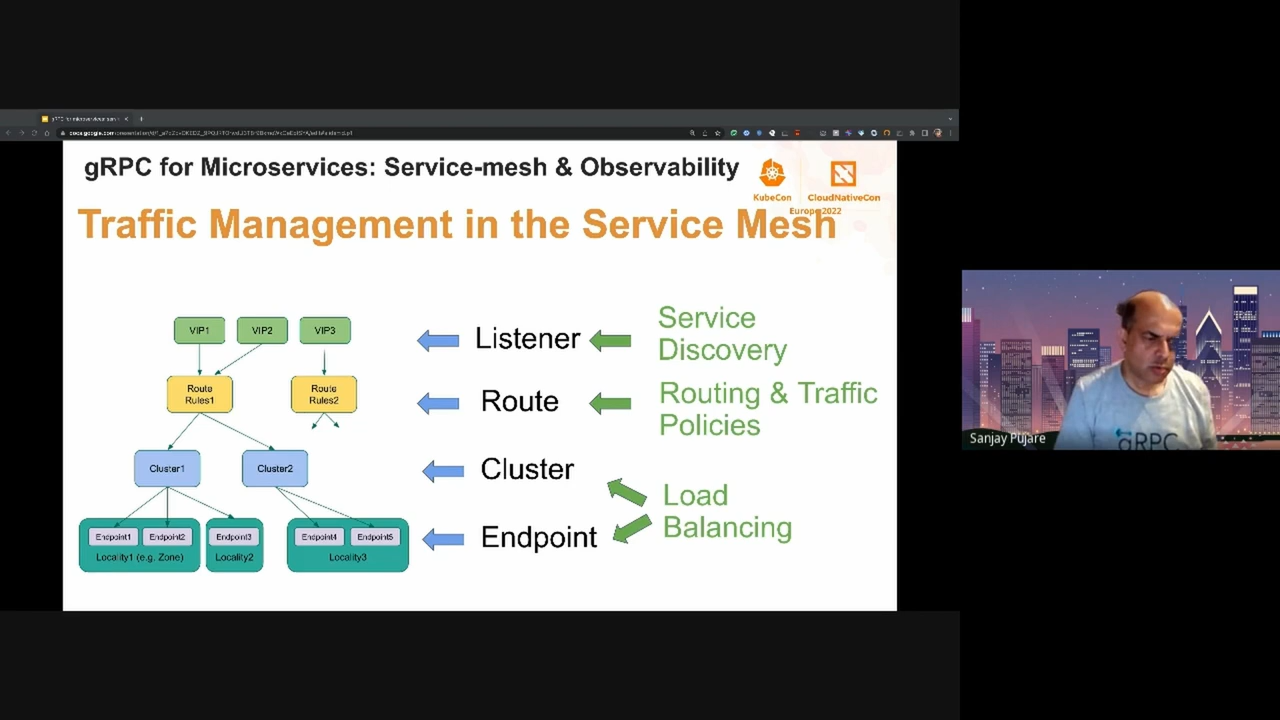 gRPC for Microservices: Service-mesh & Observability
KubeCon
CloudNativeCon
Europe 2022
Traffic Management in the Service Mesh
VIP1
VIP2
VIP3
Route
Rules1
Route
Rules2
Cluster1
Cluster2
Endpoint1
Endpoint2
Endpoint3
Endpoint4
Endpoint5
Locality1 (e.g. Zone)
Locality2
Locality3
Listener
Route
Cluster
Endpoint
Service
Discovery
Routing & Traffic
Policies
Load
Balancing
gRPC
Sanjay Pujare